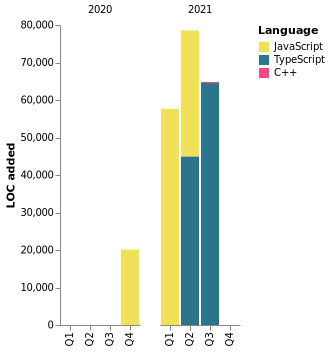 2020 2021
Language
JavaScript
TypeScript
C++
LOC added
80,000
70,000
60,000
50,000
40,000
30,000
20,000
10,000
0
Q1 Q2 Q3 Q4 Q1 Q2 Q3 Q4